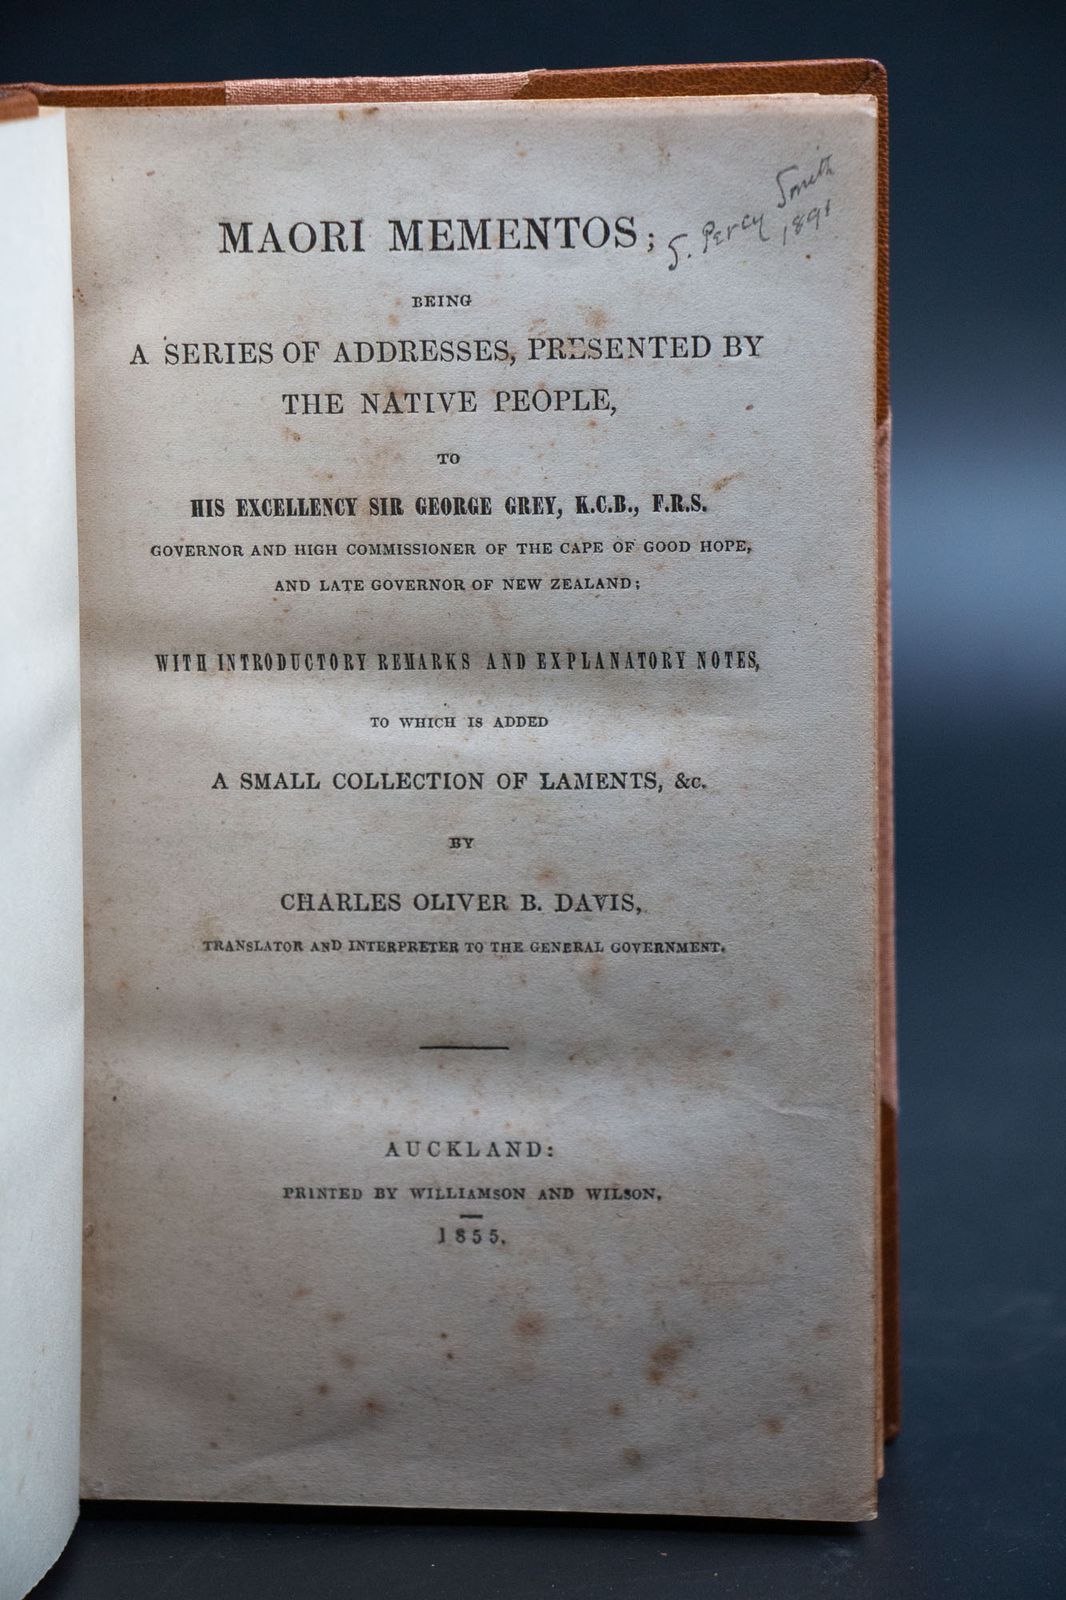 S. Percy Smith
1891
MAORI MEMENTOS;
BEING
A SERIES OF ADDRESSES, PRESENTED BY
THE NATIVE PEOPLE,
TO
HIS EXCELLENCY SIR GEORGE GREY, K.C.B., F.R.S.
GOVERNOR AND HIGH COMMISSIONER OF THE CAPE OF GOOD HOPE,
AND LATE GOVERNOR OF NEW ZEALAND;
WITH INTRODUCTORY REMARKS AND EXPLANATORY NOTES,
TO WHICH IS ADDED
A SMALL COLLECTION OF LAMENTS, &c.
BY
CHARLES OLIVER B. DAVIS,
TRANSLATOR AND INTERPRETER TO THE GENERAL GOVERNMENT.
AUCKLAND:
PRINTED BY WILLIAMSON AND WILSON.
1855.